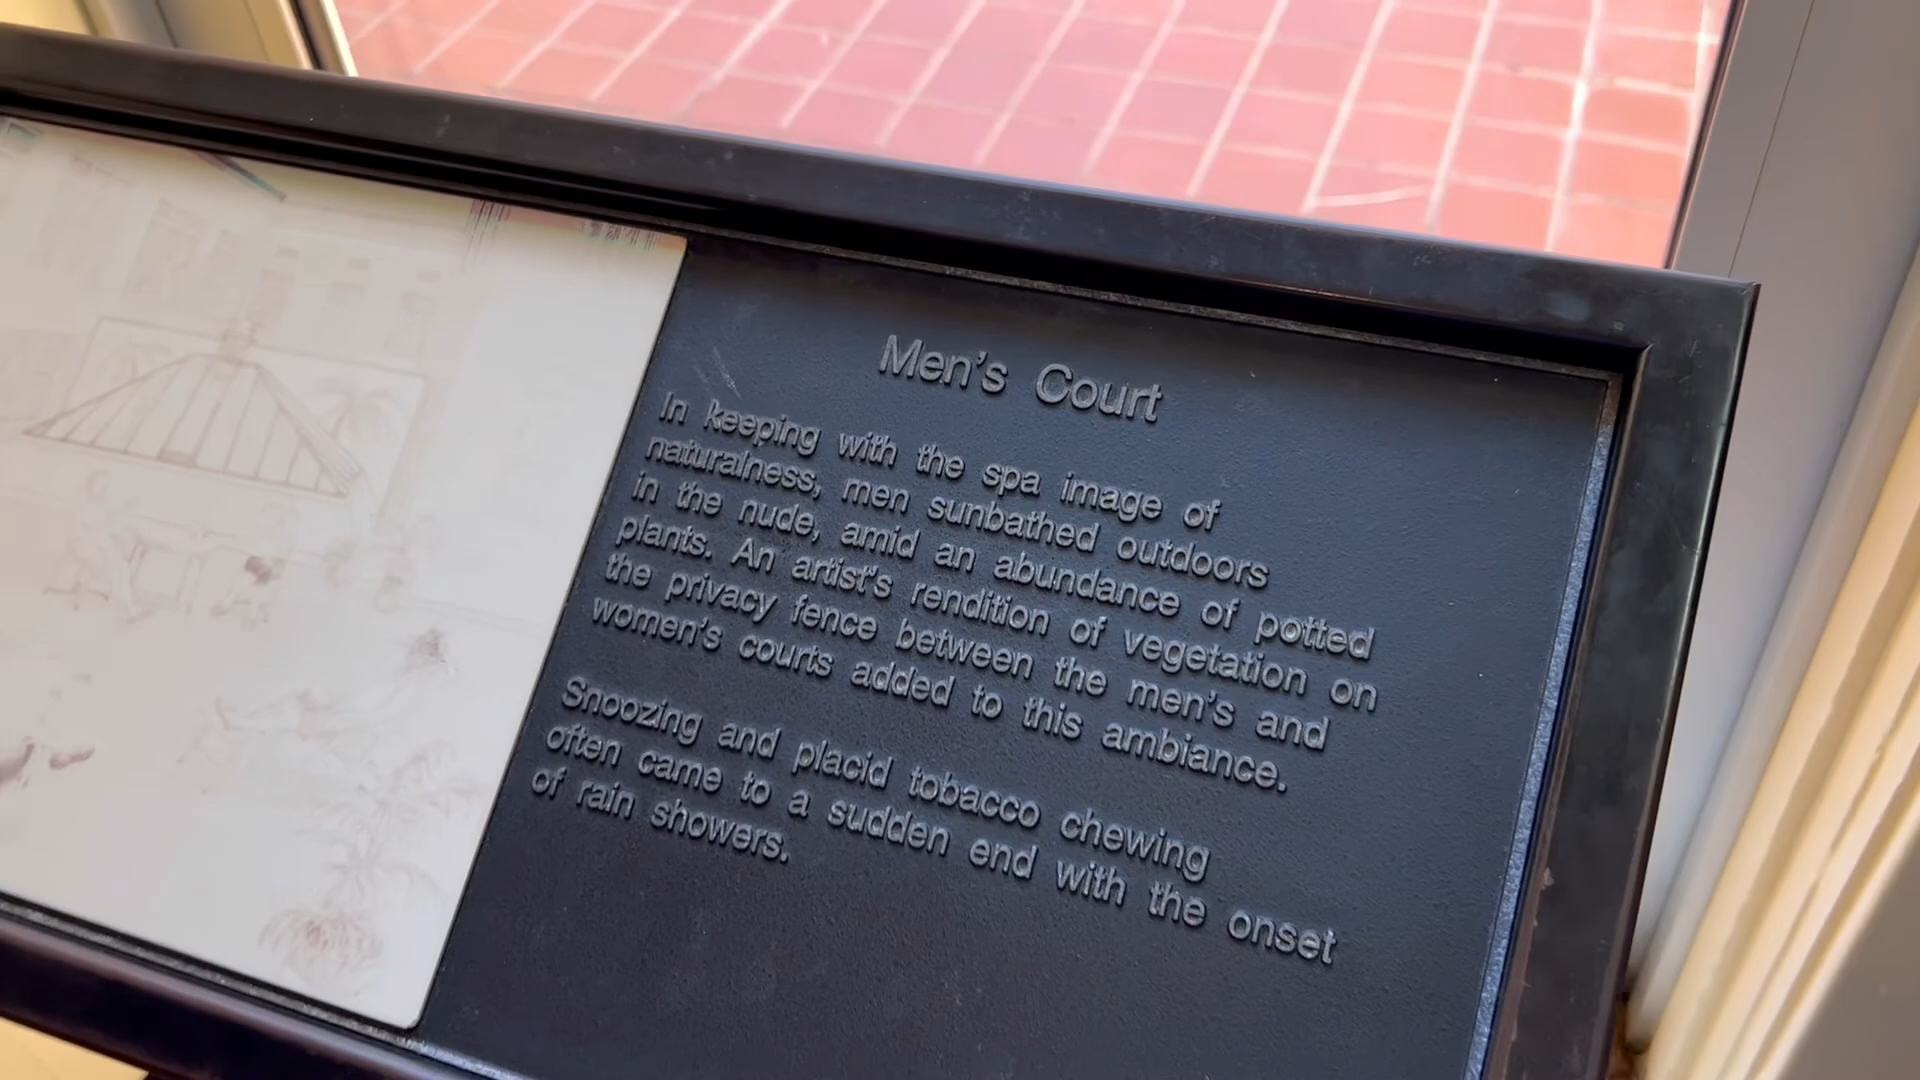 Men's Court
In keeping with the spa image of
naturalness, men sunbathed outdoors
in the nude, amid an abundance of potted
plants. An artist's rendition of vegetation on
the privacy fence between the men's and
women's courts added to this ambiance.
Snoozing and placid tobacco chewing
often came to a sudden end with the onset
of rain showers.